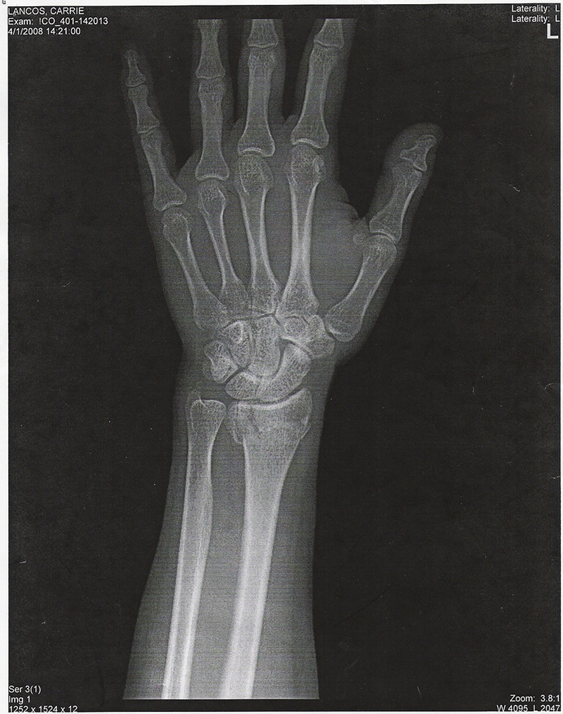 LANCOS, CARRIE
Exam: !CO_401-142013
4/1/2008 14:21:00
Laterality: L
Laterality: L
L
Ser 3(1)
Img 1
1252 x 1524 x 12
Zoom: 3.8:1
W 4095 L 2047